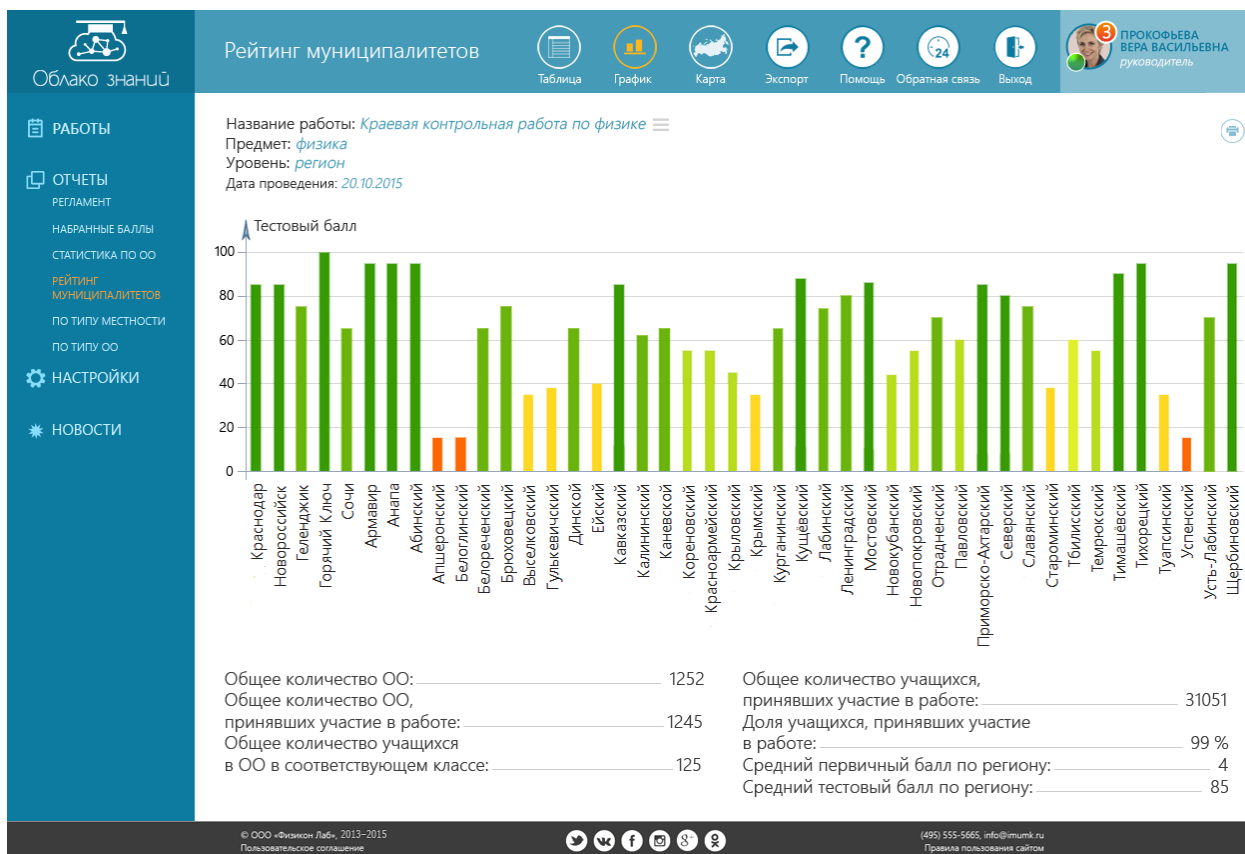 Облако знаний
Рейтинг муниципалитетов
Таблица
График
Карта
Экспорт
?
Помощь
24
Обратная связь
Выход
3
ПРОКОФЬЕВА
ВЕРА ВАСИЛЬЕВНА
руководитель
РАБОТЫ
ОТЧЕТЫ
РЕГЛАМЕНТ
НАБРАННЫЕ БАЛЛЫ
СТАТИСТИКА ПО ОО
РЕЙТИНГ
МУНИЦИПАЛИТЕТОВ
ПО ТИПУ МЕСТНОСТИ
ПО ТИПУ ОО
НАСТРОЙКИ
НОВОСТИ
Название работы: Краевая контрольная работа по физике
Предмет: физика
Уровень: регион
Дата проведения: 20.10.2015
Тестовый балл
100
80
60
40
20
0
Краснодар
Новороссийск
Геленджик
Горячий Ключ
Сочи
Армавир
Анапа
Абинский
Апшеронский
Белоглинский
Белореченский
Брюховецкий
Выселковский
Гулькевичский
Динской
Ейский
Кавказский
Калининский
Каневской
Кореновский
Красноармейский
Крыловский
Крымский
Курганинский
Кущёвский
Лабинский
Ленинградский
Мостовский
Новокубанский
Новопокровский
Отрадненский
Павловский
Приморско-Ахтарский
Северский
Славянский
Староминский
Тбилисский
Темрюкский
Тимашёвский
Тихорецкий
Туапсинский
Успенский
Усть-Лабинский
Щербиновский
Общее количество ОО: 1252
Общее количество ОО,
принявших участие в работе: 1245
Общее количество учащихся
в ОО в соответствующем классе: 125
Общее количество учащихся,
принявших участие в работе: 31051
Доля учащихся, принявших участие
в работе: 99 %
Средний первичный балл по региону: 4
Средний тестовый балл по региону: 85
© ООО «Физикон Лаб», 2013–2015
Пользовательское соглашение
(495) 555-5665, info@imumk.ru
Правила пользования сайтом